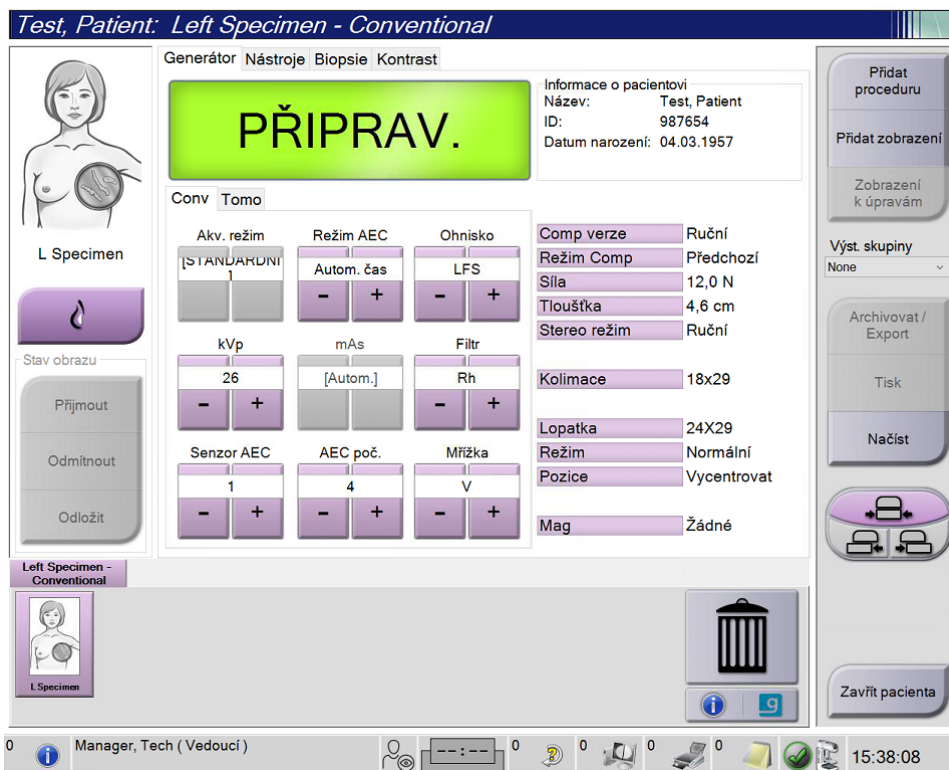 Test, Patient: Left Specimen - Conventional
Generátor Nástroje Biopsie Kontrast
PŘIPRAV.
Informace o pacientovi
Název: Test, Patient
ID: 987654
Datum narození: 04.03.1957
L Specimen
Stav obrazu
Přijmout
Odmítnout
Odložit
Conv Tomo
Akv. režim Režim AEC Ohnisko
[STANDARDNÍ
] Autom. čas LFS
- + - +
kVp mAs Filtr
26 [Autom.] Rh
- + - +
Senzor AEC AEC poč. Mřížka
1 4 V
- + - + - +
Comp verze Ruční
Režim Comp Předchozí
Síla 12,0 N
Tloušťka 4,6 cm
Stereo režim Ruční
Kolimace 18x29
Lopatka 24X29
Režim Normální
Pozice Vycentrovat
Mag Žádné
Přidat
proceduru
Přidat zobrazení
Zobrazení
k úpravám
Výst. skupiny
None
Archivovat /
Export
Tisk
Načíst
Left Specimen -
Conventional
L Specimen
Zavřít pacienta
0 Manager, Tech ( Vedoucí ) --:-- 0 0 0 0 15:38:08